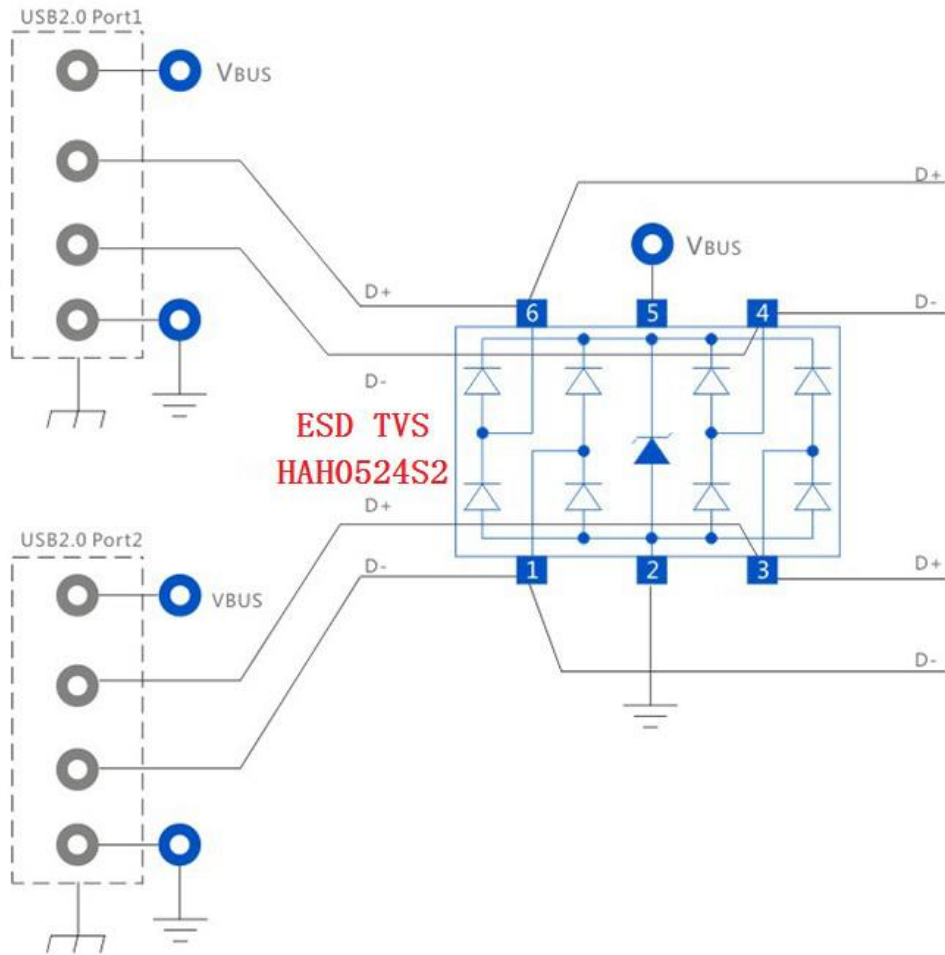 USB2.0 Port1
VBUS
D+
VBUS
D+
D-
6
5
4
D-
ESD TVS
HAH0524S2
D+
USB2.0 Port2
D-
1
2
3
D+
VBUS
D-